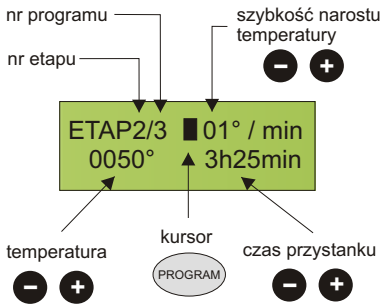 nr programu
szybkość narostu
temperatury
nr etapu
ETAP2/3 01° / min
0050° 3h25min
temperatura
kursor
czas przystanku
PROGRAM